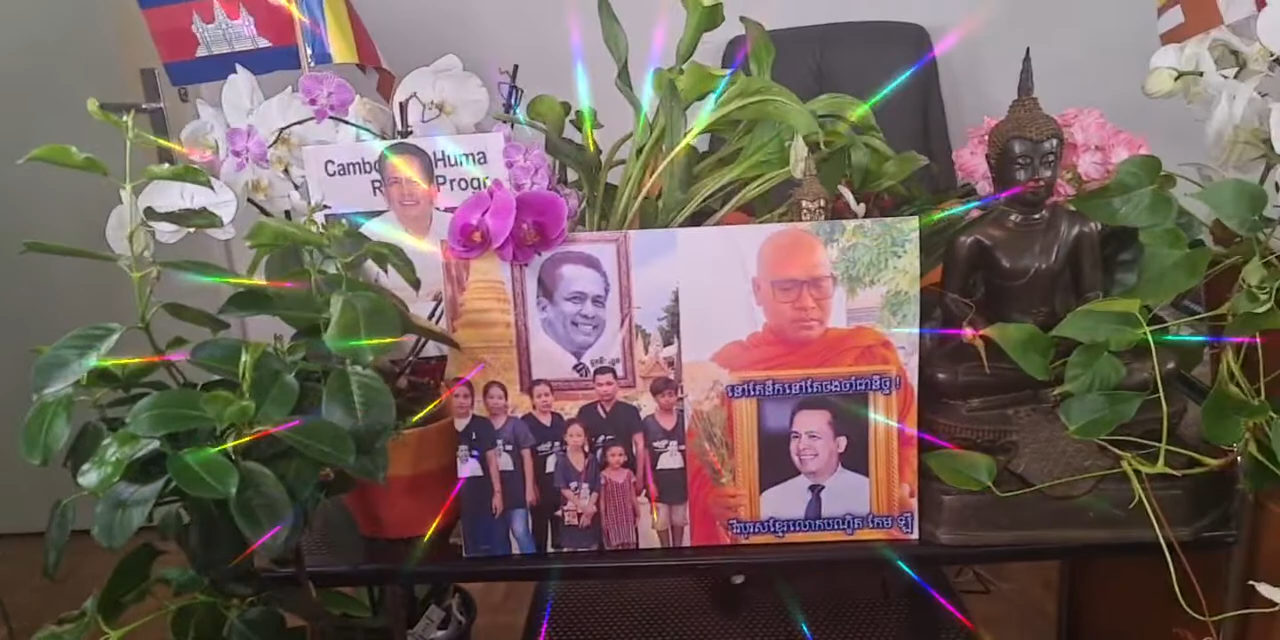 Cambo Huma
R Progr
នៅតែនឹកនៅតែចងចាំជានិច្ច !
វីរបុរសខ្មែរលោកបណ្ឌិត កែម ឡី